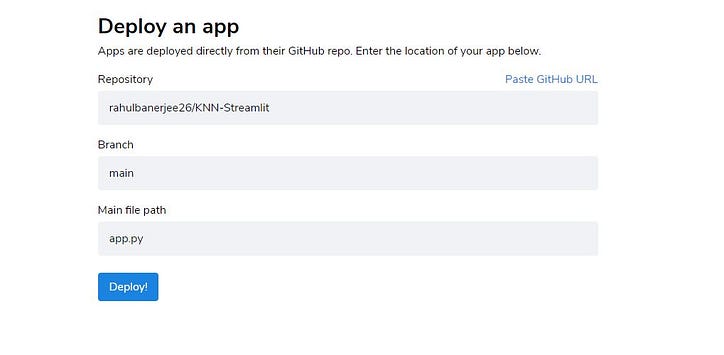 Deploy an app
Apps are deployed directly from their GitHub repo. Enter the location of your app below.
Repository Paste GitHub URL
rahulbanerjee26/KNN-Streamlit
Branch
main
Main file path
app.py
Deploy!